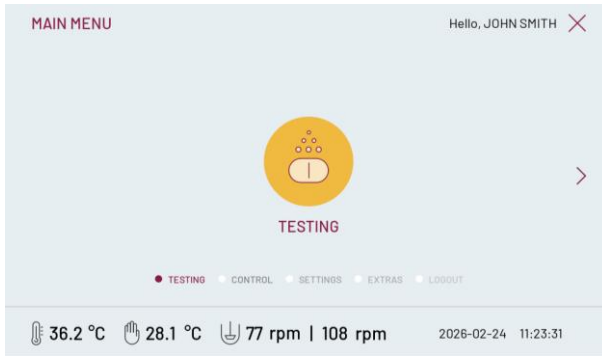 MAIN MENU Hello, JOHN SMITH
TESTING
TESTING CONTROL SETTINGS EXTRAS LOGOUT
36.2 °C 28.1 °C 77 rpm | 108 rpm 2026-02-24 11:23:31